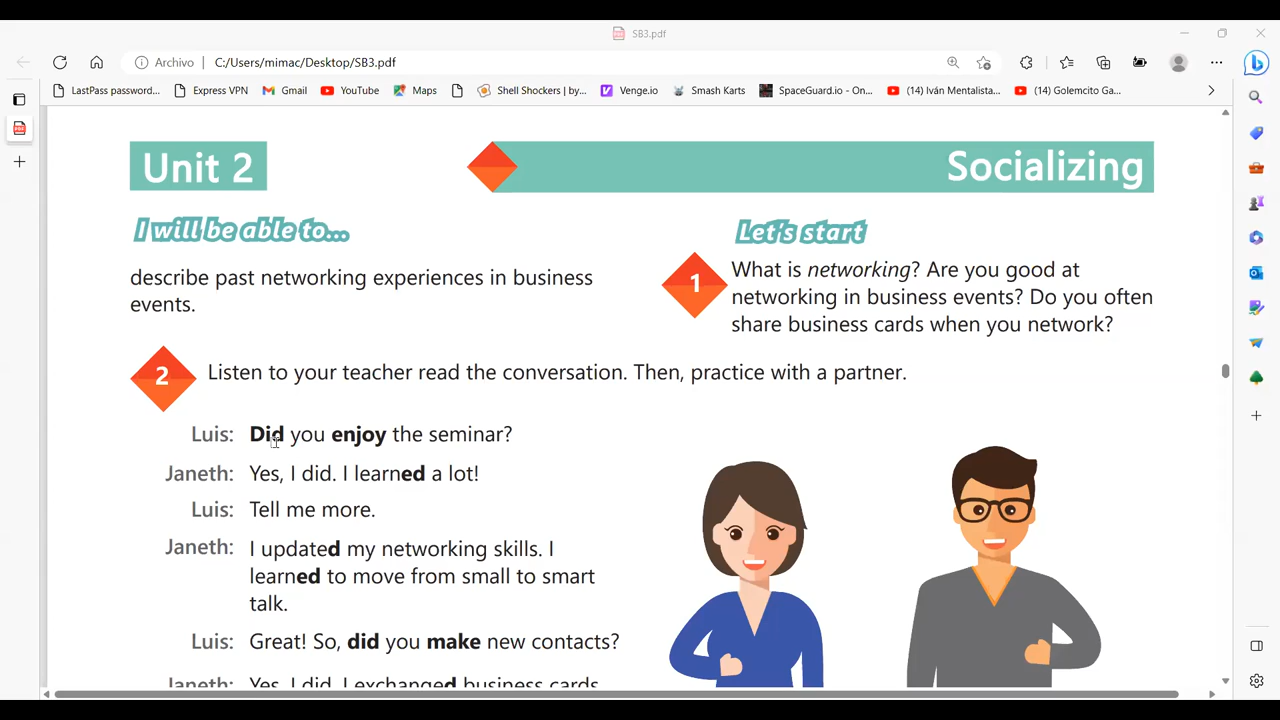 SB3.pdf
Archivo C:/Users/mimac/Desktop/SB3.pdf
LastPass password... Express VPN Gmail YouTube Maps Shell Shockers | by... Venge.io Smash Karts SpaceGuard.io - On... (14) Iván Mentalista... (14) Golemcito Ga...
Unit 2
Socializing
I will be able to...
describe past networking experiences in business
events.
Let's start
1
What is networking? Are you good at
networking in business events? Do you often
share business cards when you network?
2
Listen to your teacher read the conversation. Then, practice with a partner.
Luis: Did you enjoy the seminar?
Janeth: Yes, I did. I learned a lot!
Luis: Tell me more.
Janeth: I updated my networking skills. I
learned to move from small to smart
talk.
Luis: Great! So, did you make new contacts?
Janeth: Yes, I did. I exchanged business cards